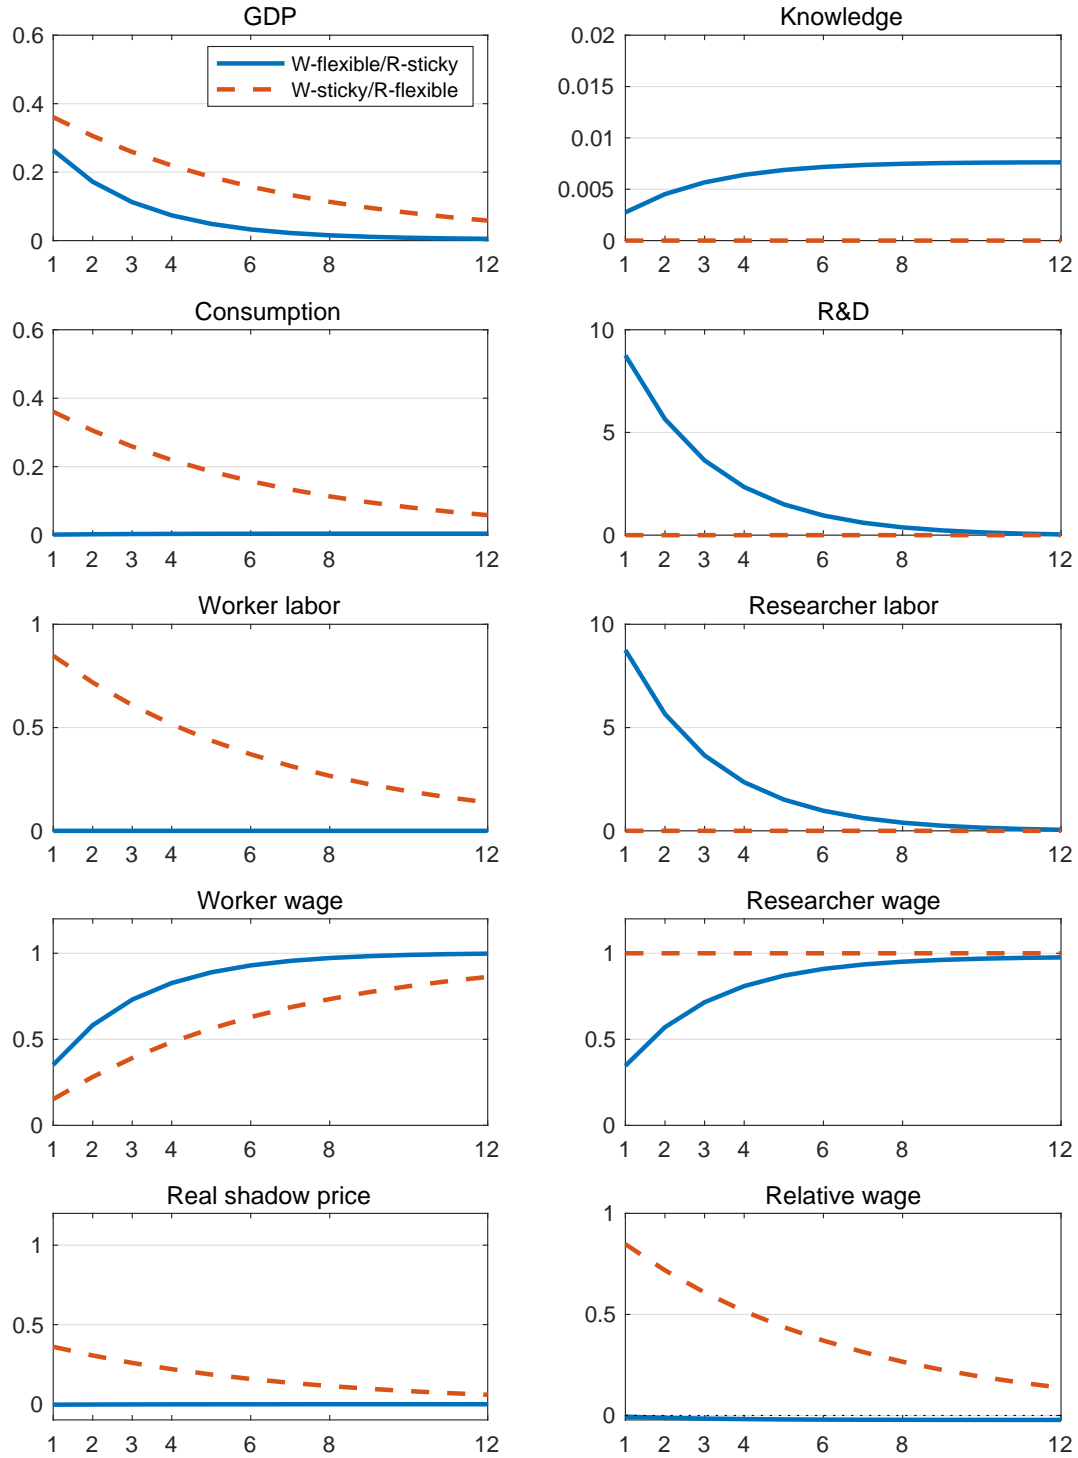 GDP
0.6
0.4
0.2
0
W-flexible/R-sticky
W-sticky/R-flexible
1 2 3 4 6 8 12
Knowledge
0.02
0.015
0.01
0.005
0
1 2 3 4 6 8 12
Consumption
0.6
0.4
0.2
0
1 2 3 4 6 8 12
R&D
10
5
0
1 2 3 4 6 8 12
Worker labor
1
0.5
0
1 2 3 4 6 8 12
Researcher labor
10
5
0
1 2 3 4 6 8 12
Worker wage
1
0.5
0
1 2 3 4 6 8 12
Researcher wage
1
0.5
0
1 2 3 4 6 8 12
Real shadow price
1
0.5
0
1 2 3 4 6 8 12
Relative wage
1
0.5
0
1 2 3 4 6 8 12